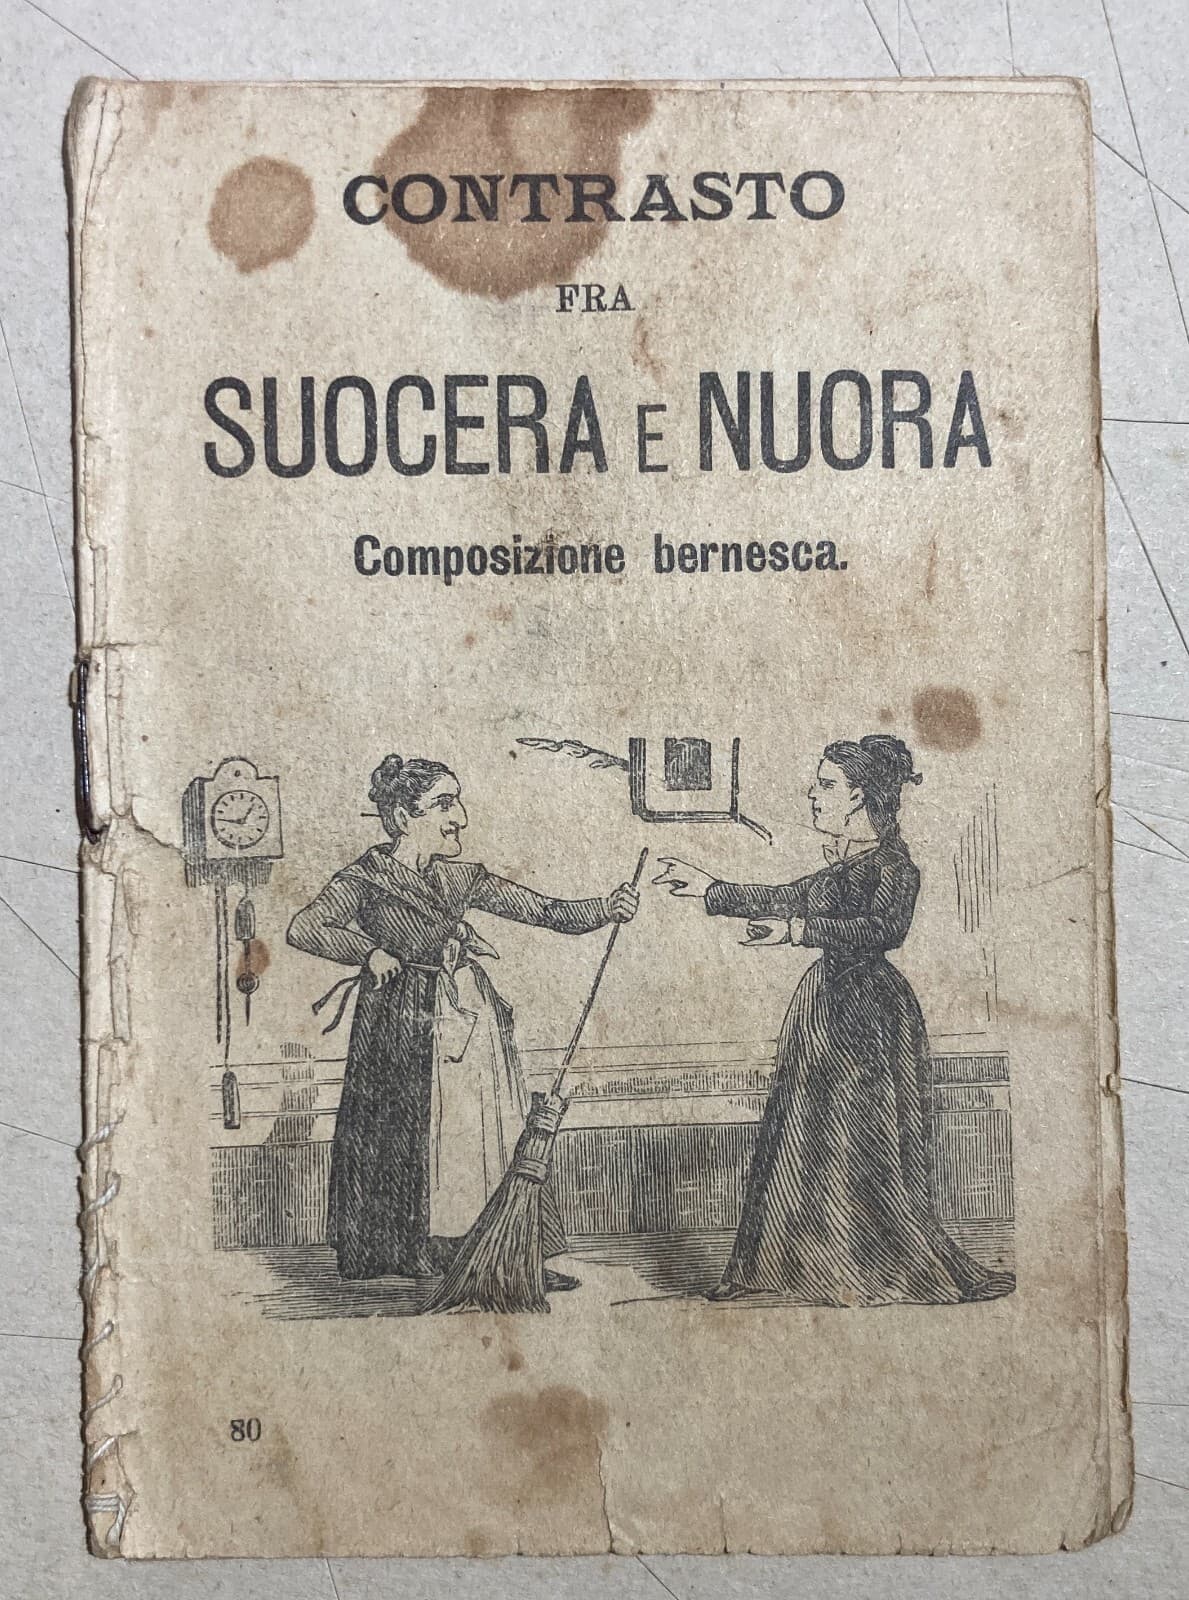 CONTRASTO
FRA
SUOCERA E NUORA
Composizione bernesca.
80